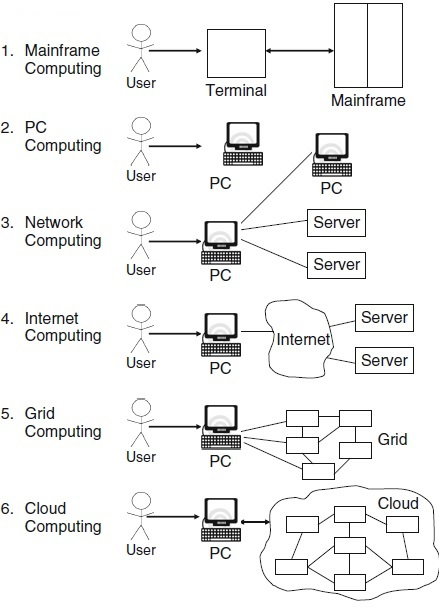 1. Mainframe
Computing
User
Terminal
Mainframe
2. PC
Computing
User
PC
PC
3. Network
Computing
User
PC
Server
Server
4. Internet
Computing
User
PC
Internet
Server
Server
5. Grid
Computing
User
PC
Grid
6. Cloud
Computing
User
PC
Cloud